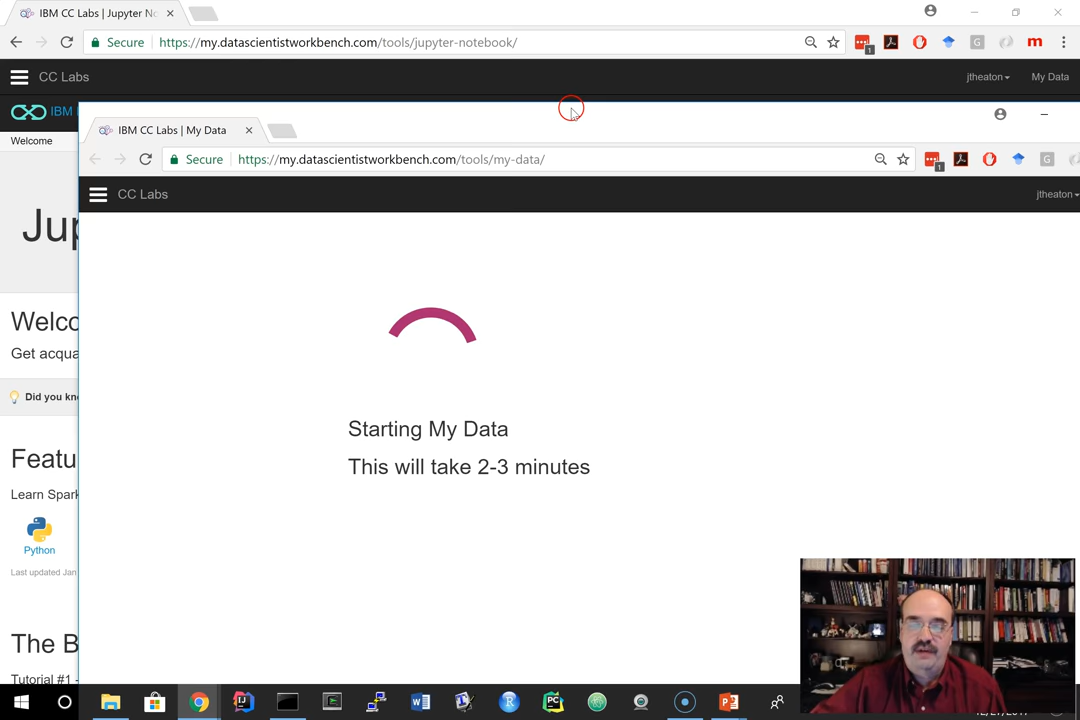 IBM CC Labs | Jupyter No
Secure https://my.datascientistworkbench.com/tools/jupyter-notebook/
1
G
m
CC Labs
jtheaton
My Data
IBM
Welcome
IBM CC Labs | My Data
Secure https://my.datascientistworkbench.com/tools/my-data/
1
G
CC Labs
jtheaton
Jup
Starting My Data
This will take 2-3 minutes
Welco
Get acqua
Did you kn
Featu
Learn Spark
Python
Last updated Jan
The B
Tutorial #1 -